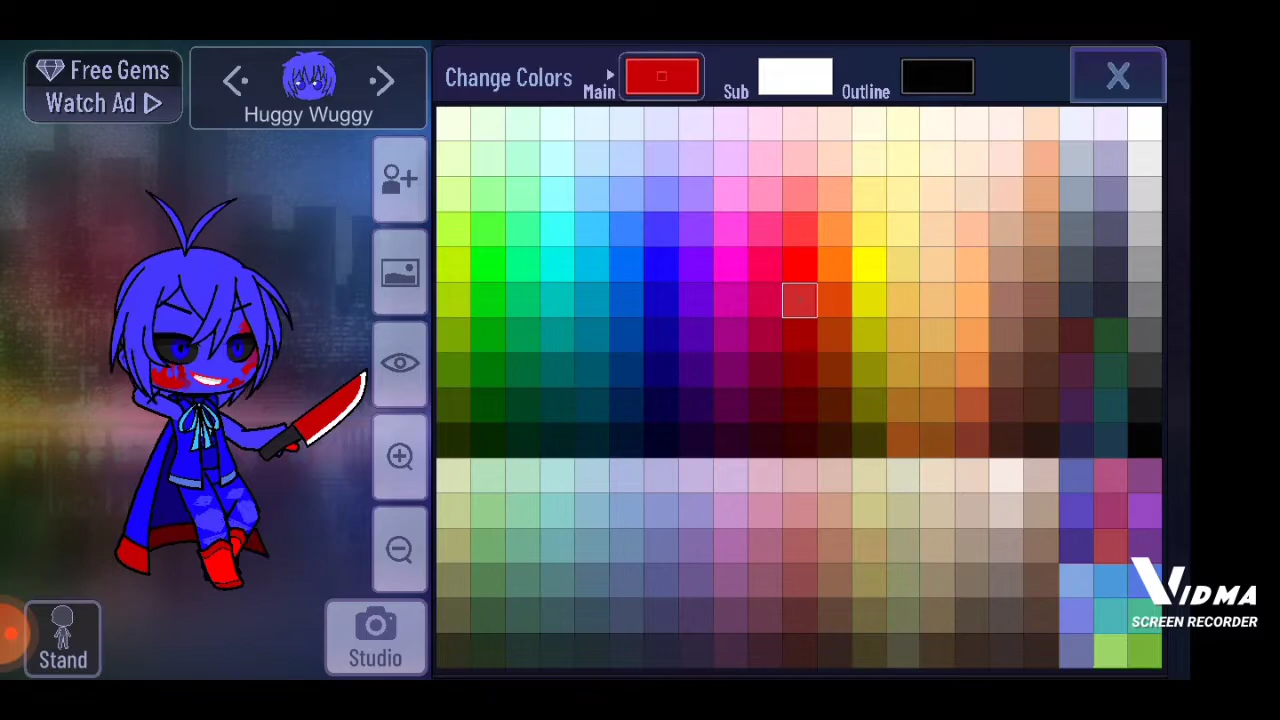 Free Gems
Watch Ad
Huggy Wuggy
Change Colors
Main
Sub
Outline
X
Stand
Studio
VIDMA
SCREEN RECORDER